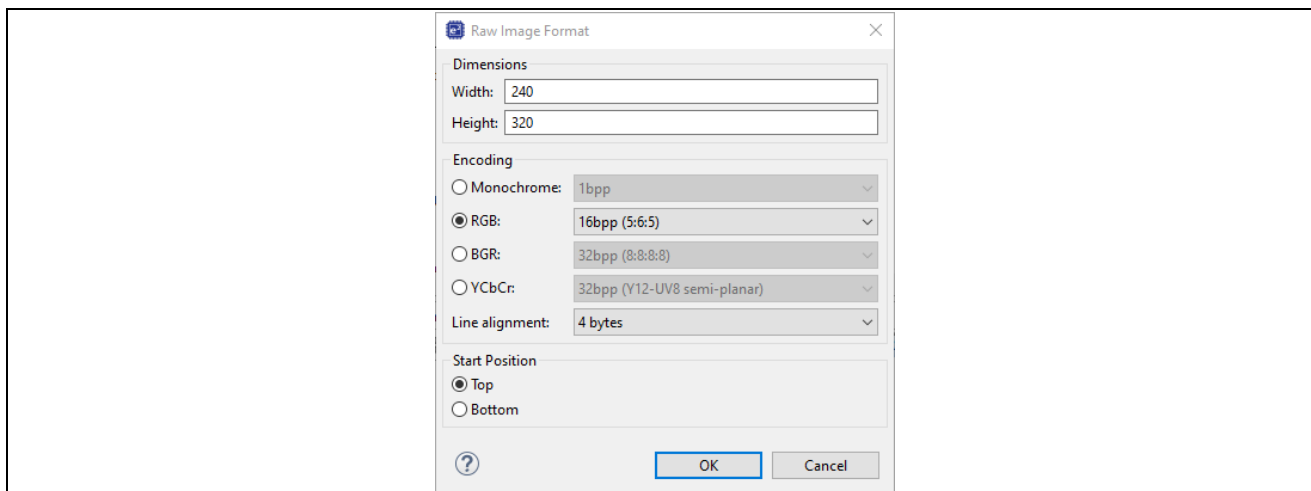 Raw Image Format
Dimensions
Width: 240
Height: 320
Encoding
Monochrome: 1bpp
RGB: 16bpp (5:6:5)
BGR: 32bpp (8:8:8:8)
YCbCr: 32bpp (Y12-UV8 semi-planar)
Line alignment: 4 bytes
Start Position
Top
Bottom
? OK Cancel